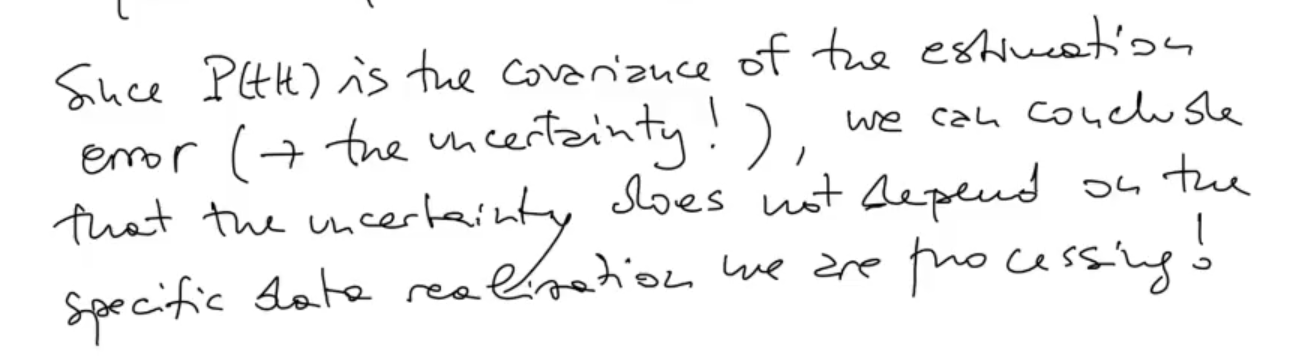 Since P(t|t) is the covariance of the estimation
error (→ the uncertainty!), we can conclude
that the uncertainty does not depend on the
specific data realization we are processing!